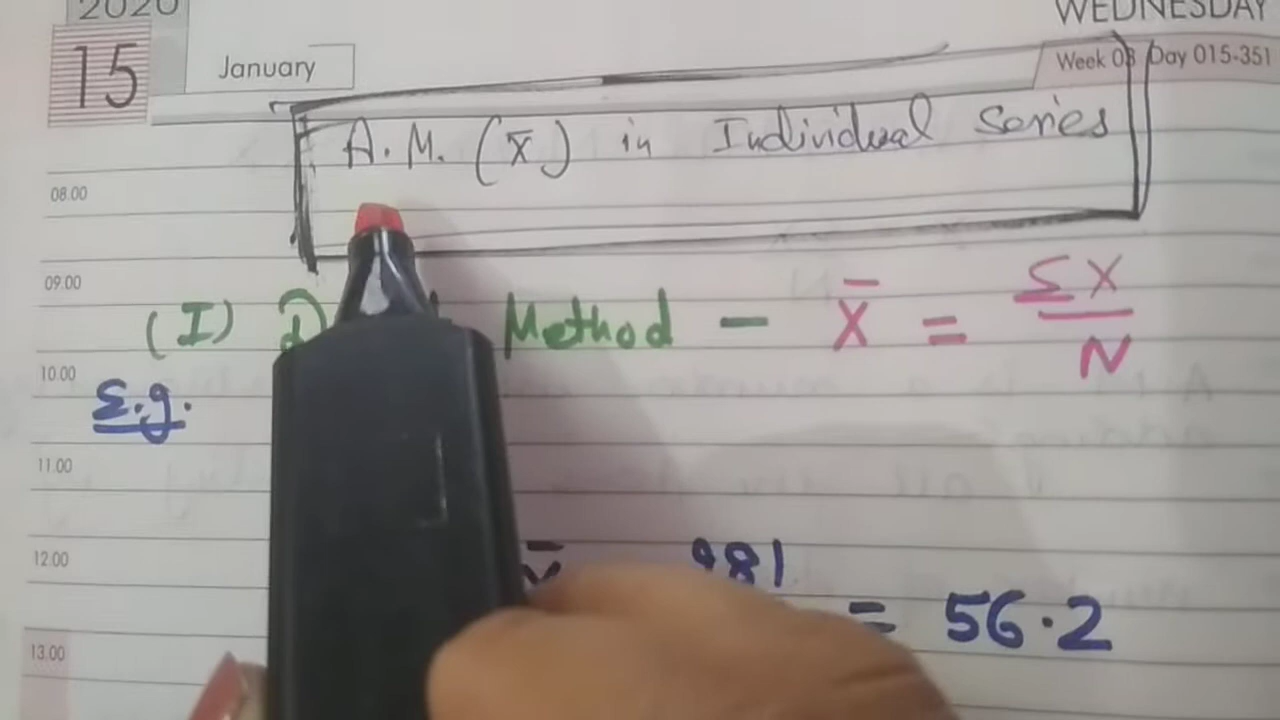 2020
WEDNESDAY
15
January
Week 03 Day 015-351
A.M. (X̄) in Individual Series
08.00
09.00
(I) Method - X̄ = ΣX / N
10.00
E.g.
11.00
12.00
981
= 56.2
13.00